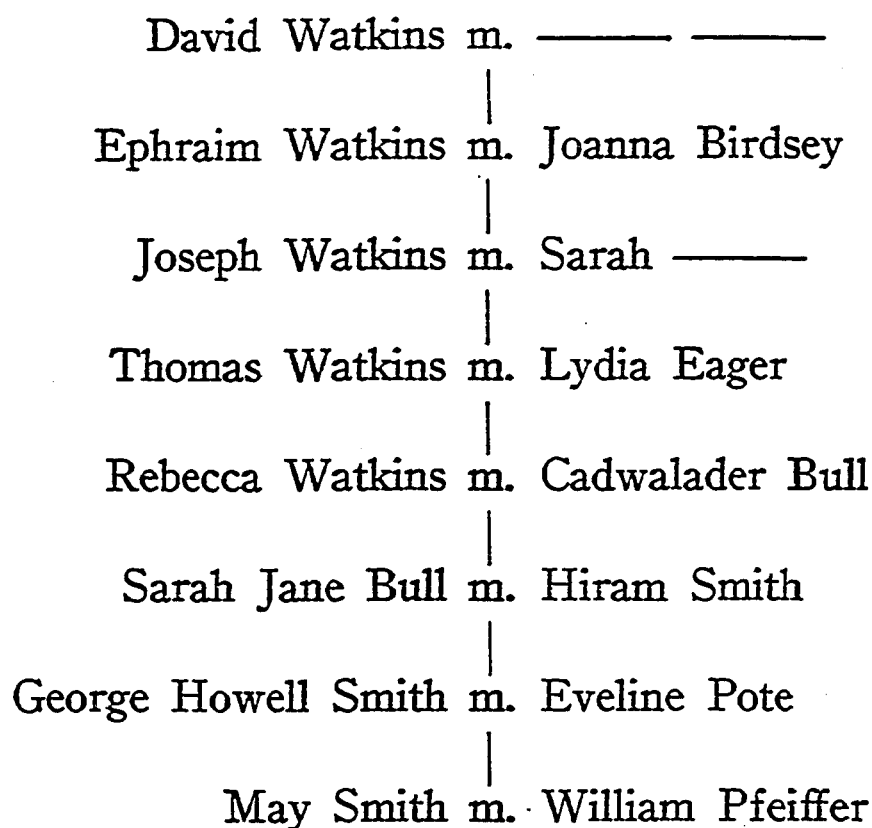 David Watkins m. ——— ———
Ephraim Watkins m. Joanna Birdsey
Joseph Watkins m. Sarah ———
Thomas Watkins m. Lydia Eager
Rebecca Watkins m. Cadwalader Bull
Sarah Jane Bull m. Hiram Smith
George Howell Smith m. Eveline Pote
May Smith m. William Pfeiffer